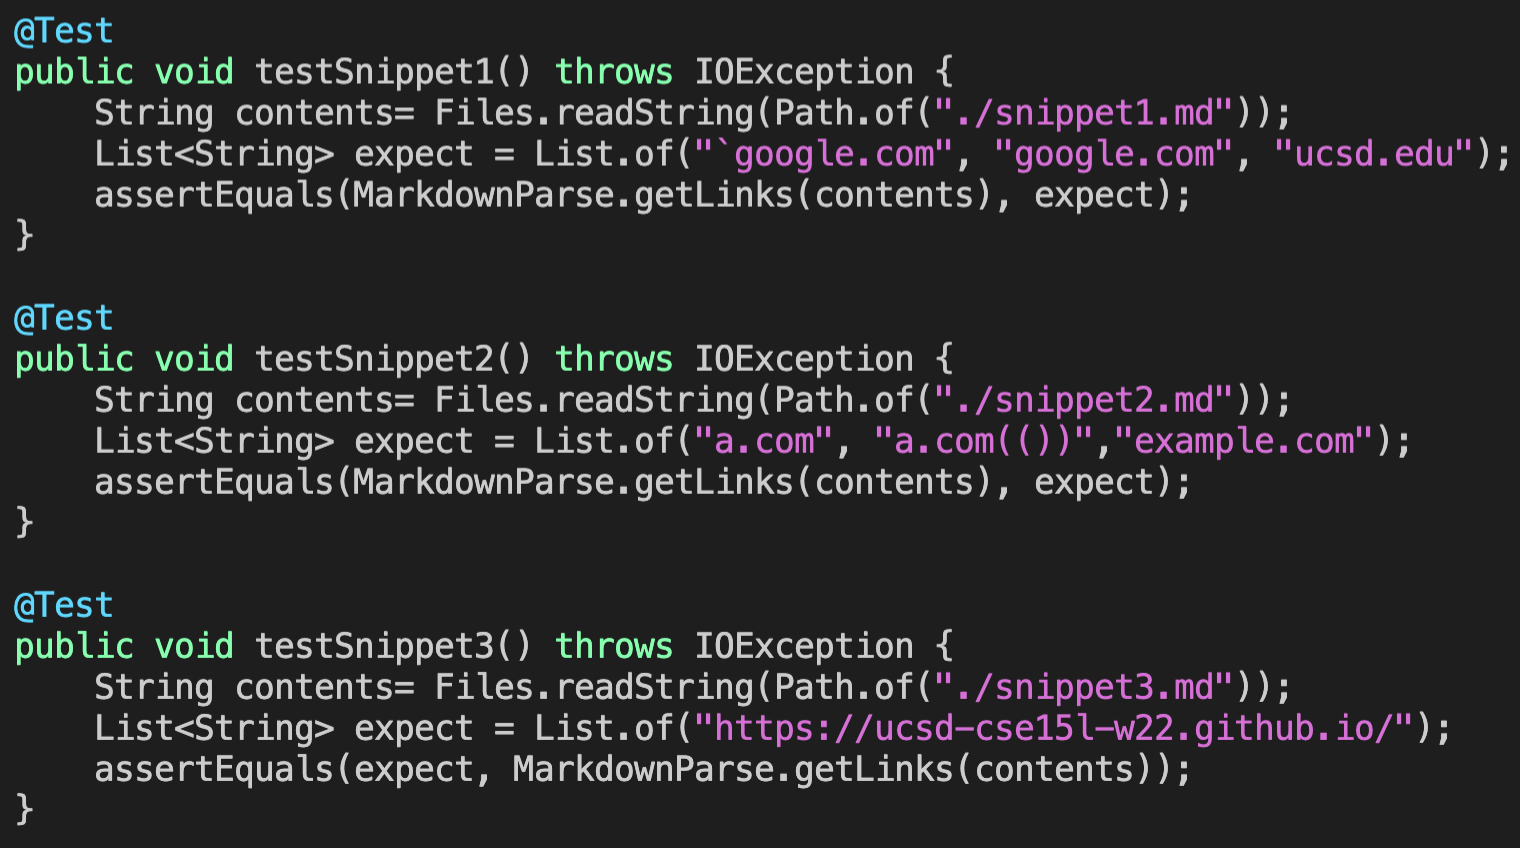 @Test
public void testSnippet1() throws IOException {
    String contents= Files.readString(Path.of("./snippet1.md"));
    List<String> expect = List.of("`google.com", "google.com", "ucsd.edu");
    assertEquals(MarkdownParse.getLinks(contents), expect);
}

@Test
public void testSnippet2() throws IOException {
    String contents= Files.readString(Path.of("./snippet2.md"));
    List<String> expect = List.of("a.com", "a.com(())","example.com");
    assertEquals(MarkdownParse.getLinks(contents), expect);
}

@Test
public void testSnippet3() throws IOException {
    String contents= Files.readString(Path.of("./snippet3.md"));
    List<String> expect = List.of("https://ucsd-cse15l-w22.github.io/");
    assertEquals(expect, MarkdownParse.getLinks(contents));
}